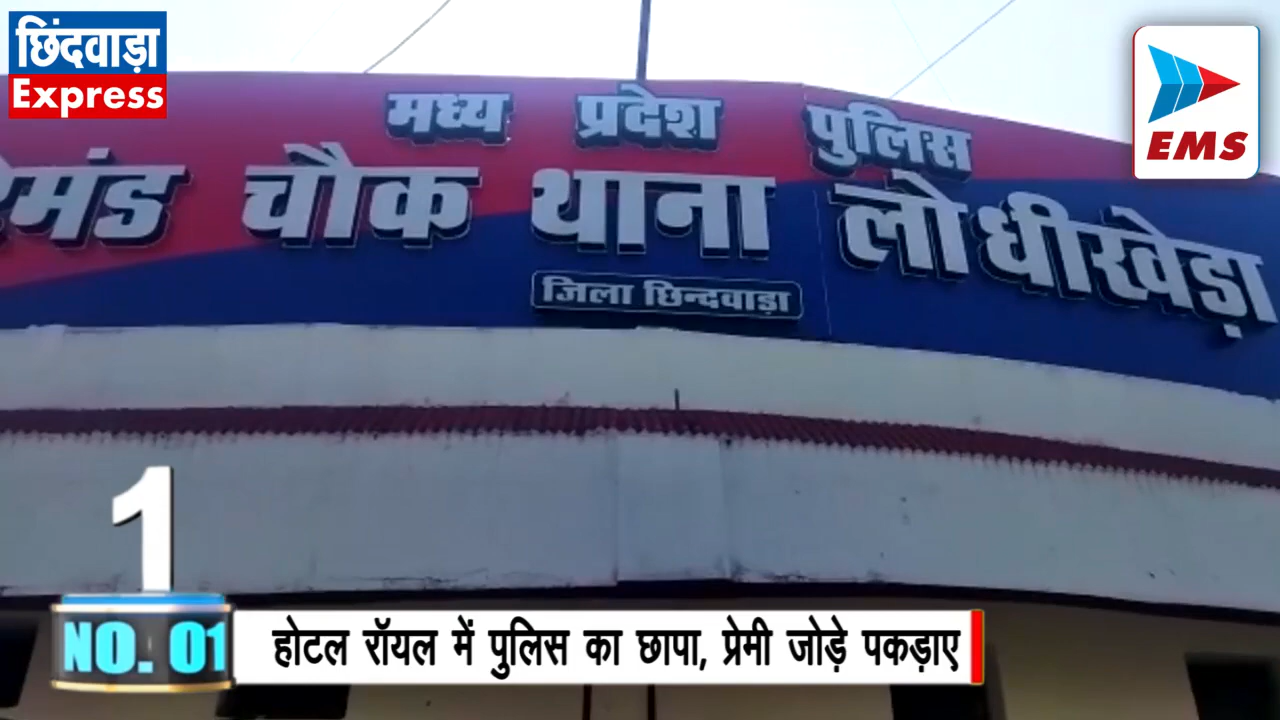 छिंदवाड़ा
Express
EMS
मध्य प्रदेश पुलिस
चौक थाना लोधीखेड़ा
जिला छिन्दवाड़ा
1
NO. 01
होटल रॉयल में पुलिस का छापा, प्रेमी जोड़े पकड़ाए